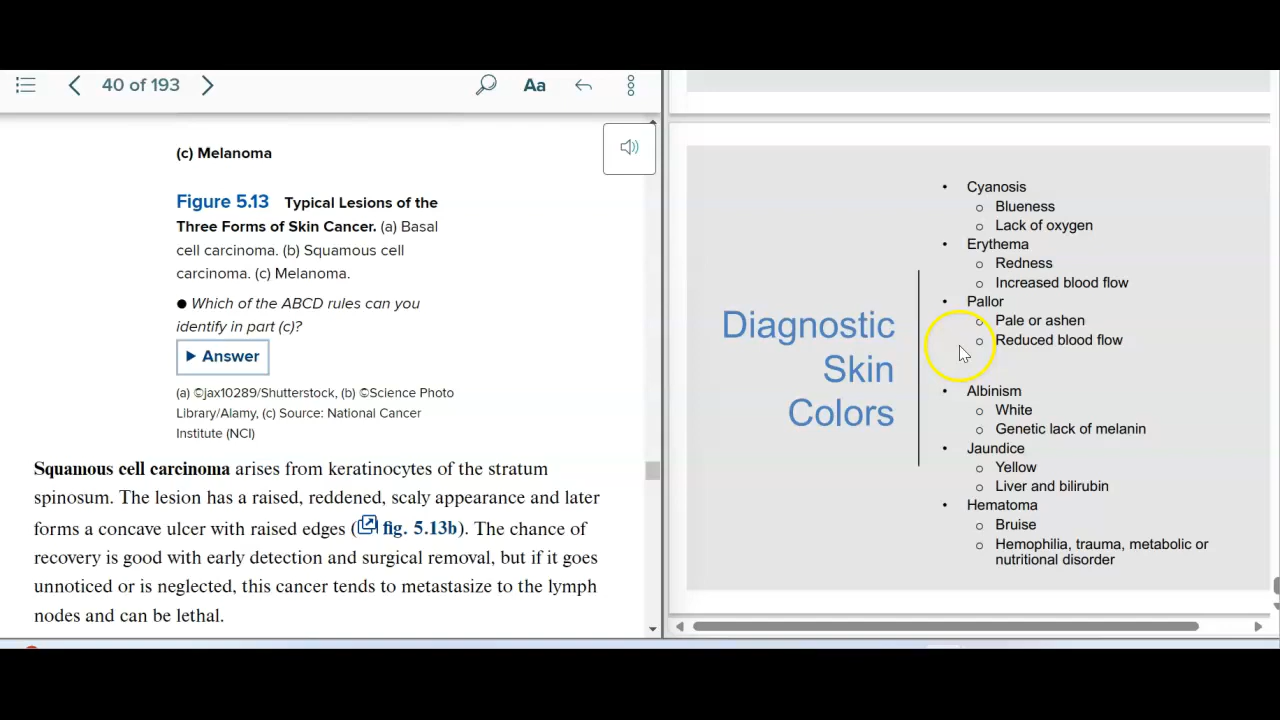 40 of 193
Aa
(c) Melanoma
Figure 5.13 Typical Lesions of the
Three Forms of Skin Cancer. (a) Basal
cell carcinoma. (b) Squamous cell
carcinoma. (c) Melanoma.
● Which of the ABCD rules can you
identify in part (c)?
Answer
(a) ©jax10289/Shutterstock, (b) ©Science Photo
Library/Alamy, (c) Source: National Cancer
Institute (NCI)
Squamous cell carcinoma arises from keratinocytes of the stratum
spinosum. The lesion has a raised, reddened, scaly appearance and later
forms a concave ulcer with raised edges (fig. 5.13b). The chance of
recovery is good with early detection and surgical removal, but if it goes
unnoticed or is neglected, this cancer tends to metastasize to the lymph
nodes and can be lethal.
Diagnostic
Skin
Colors
• Cyanosis
o Blueness
o Lack of oxygen
• Erythema
o Redness
o Increased blood flow
• Pallor
o Pale or ashen
o Reduced blood flow
• Albinism
o White
o Genetic lack of melanin
• Jaundice
o Yellow
o Liver and bilirubin
• Hematoma
o Bruise
o Hemophilia, trauma, metabolic or
nutritional disorder